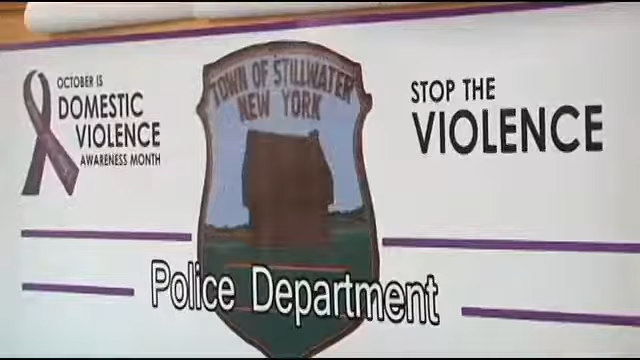 OCTOBER IS
DOMESTIC
VIOLENCE
AWARENESS MONTH
TOWN OF STILLWATER
NEW YORK
STOP THE
VIOLENCE
Police Department